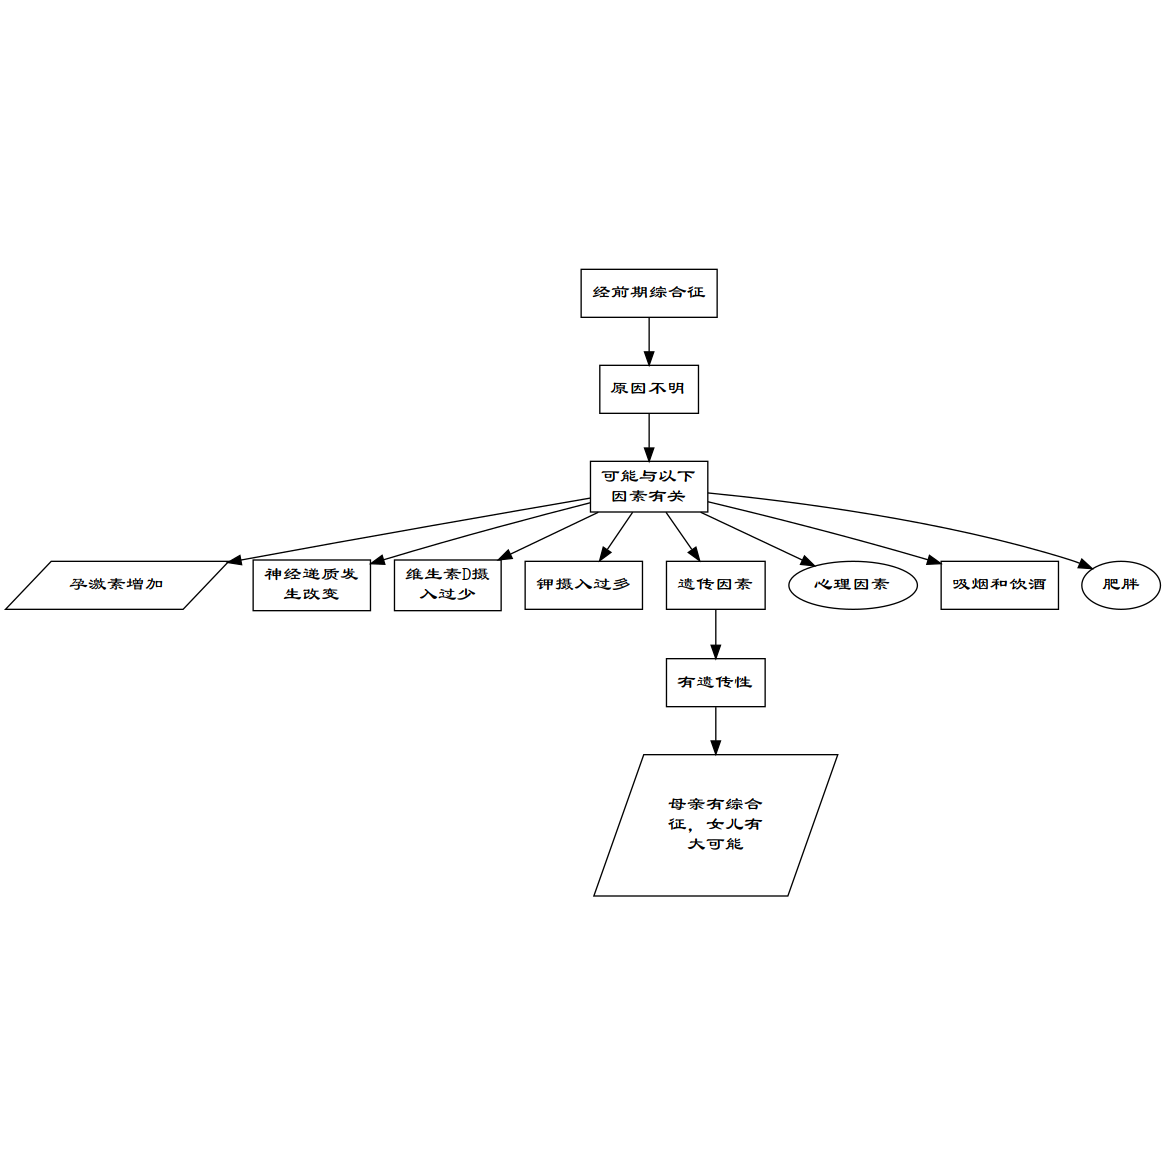 经前期综合征
原因不明
可能与以下
因素有关
孕激素增加
神经递质发
生改变
维生素D摄
入过少
钾摄入过多
遗传因素
心理因素
吸烟和饮酒
肥胖
有遗传性
母亲有综合
征，女儿有
大可能